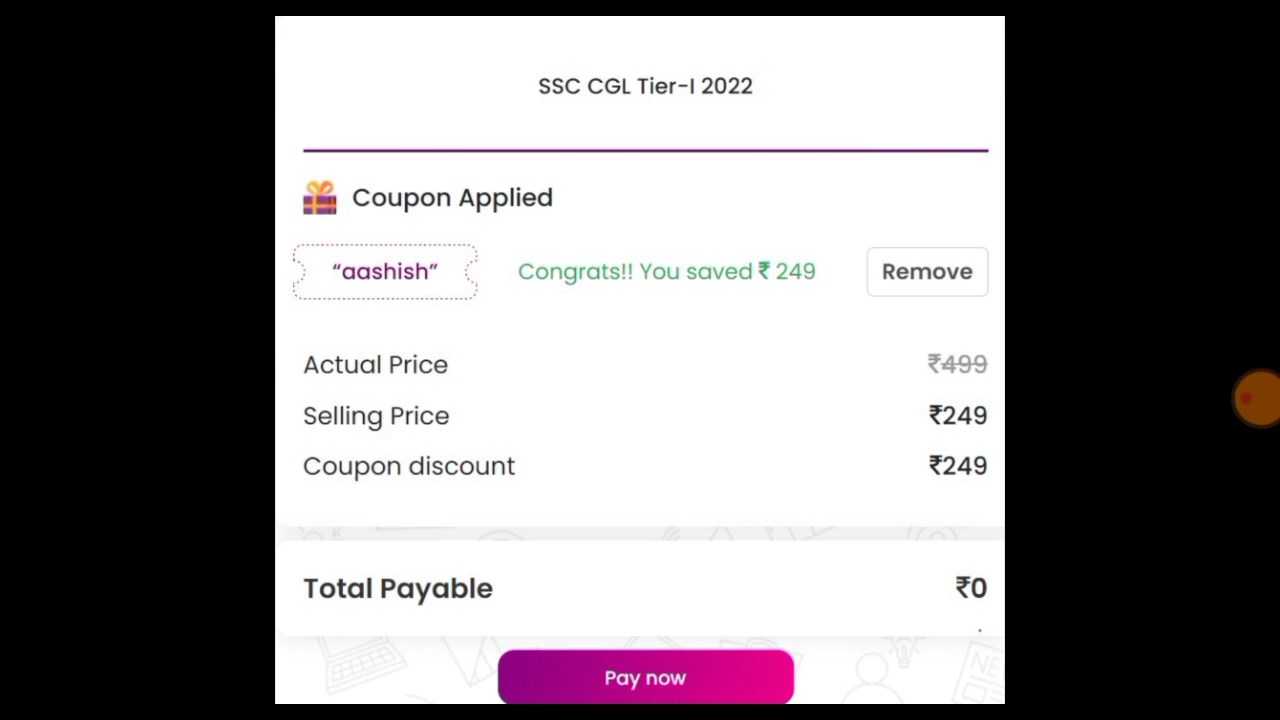 SSC CGL Tier-I 2022
Coupon Applied
“aashish” Congrats!! You saved ₹ 249 Remove
Actual Price ₹499
Selling Price ₹249
Coupon discount ₹249
Total Payable ₹0
Pay now
NE